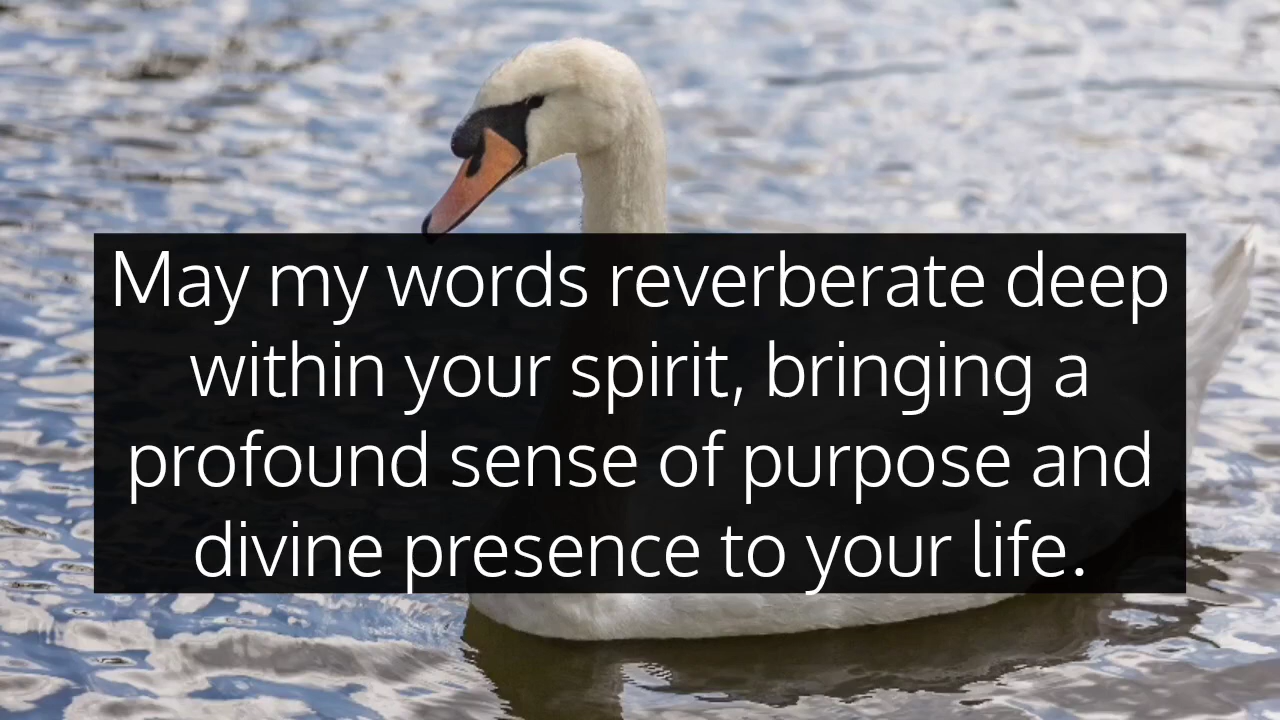 May my words reverberate deep
within your spirit, bringing a
profound sense of purpose and
divine presence to your life.